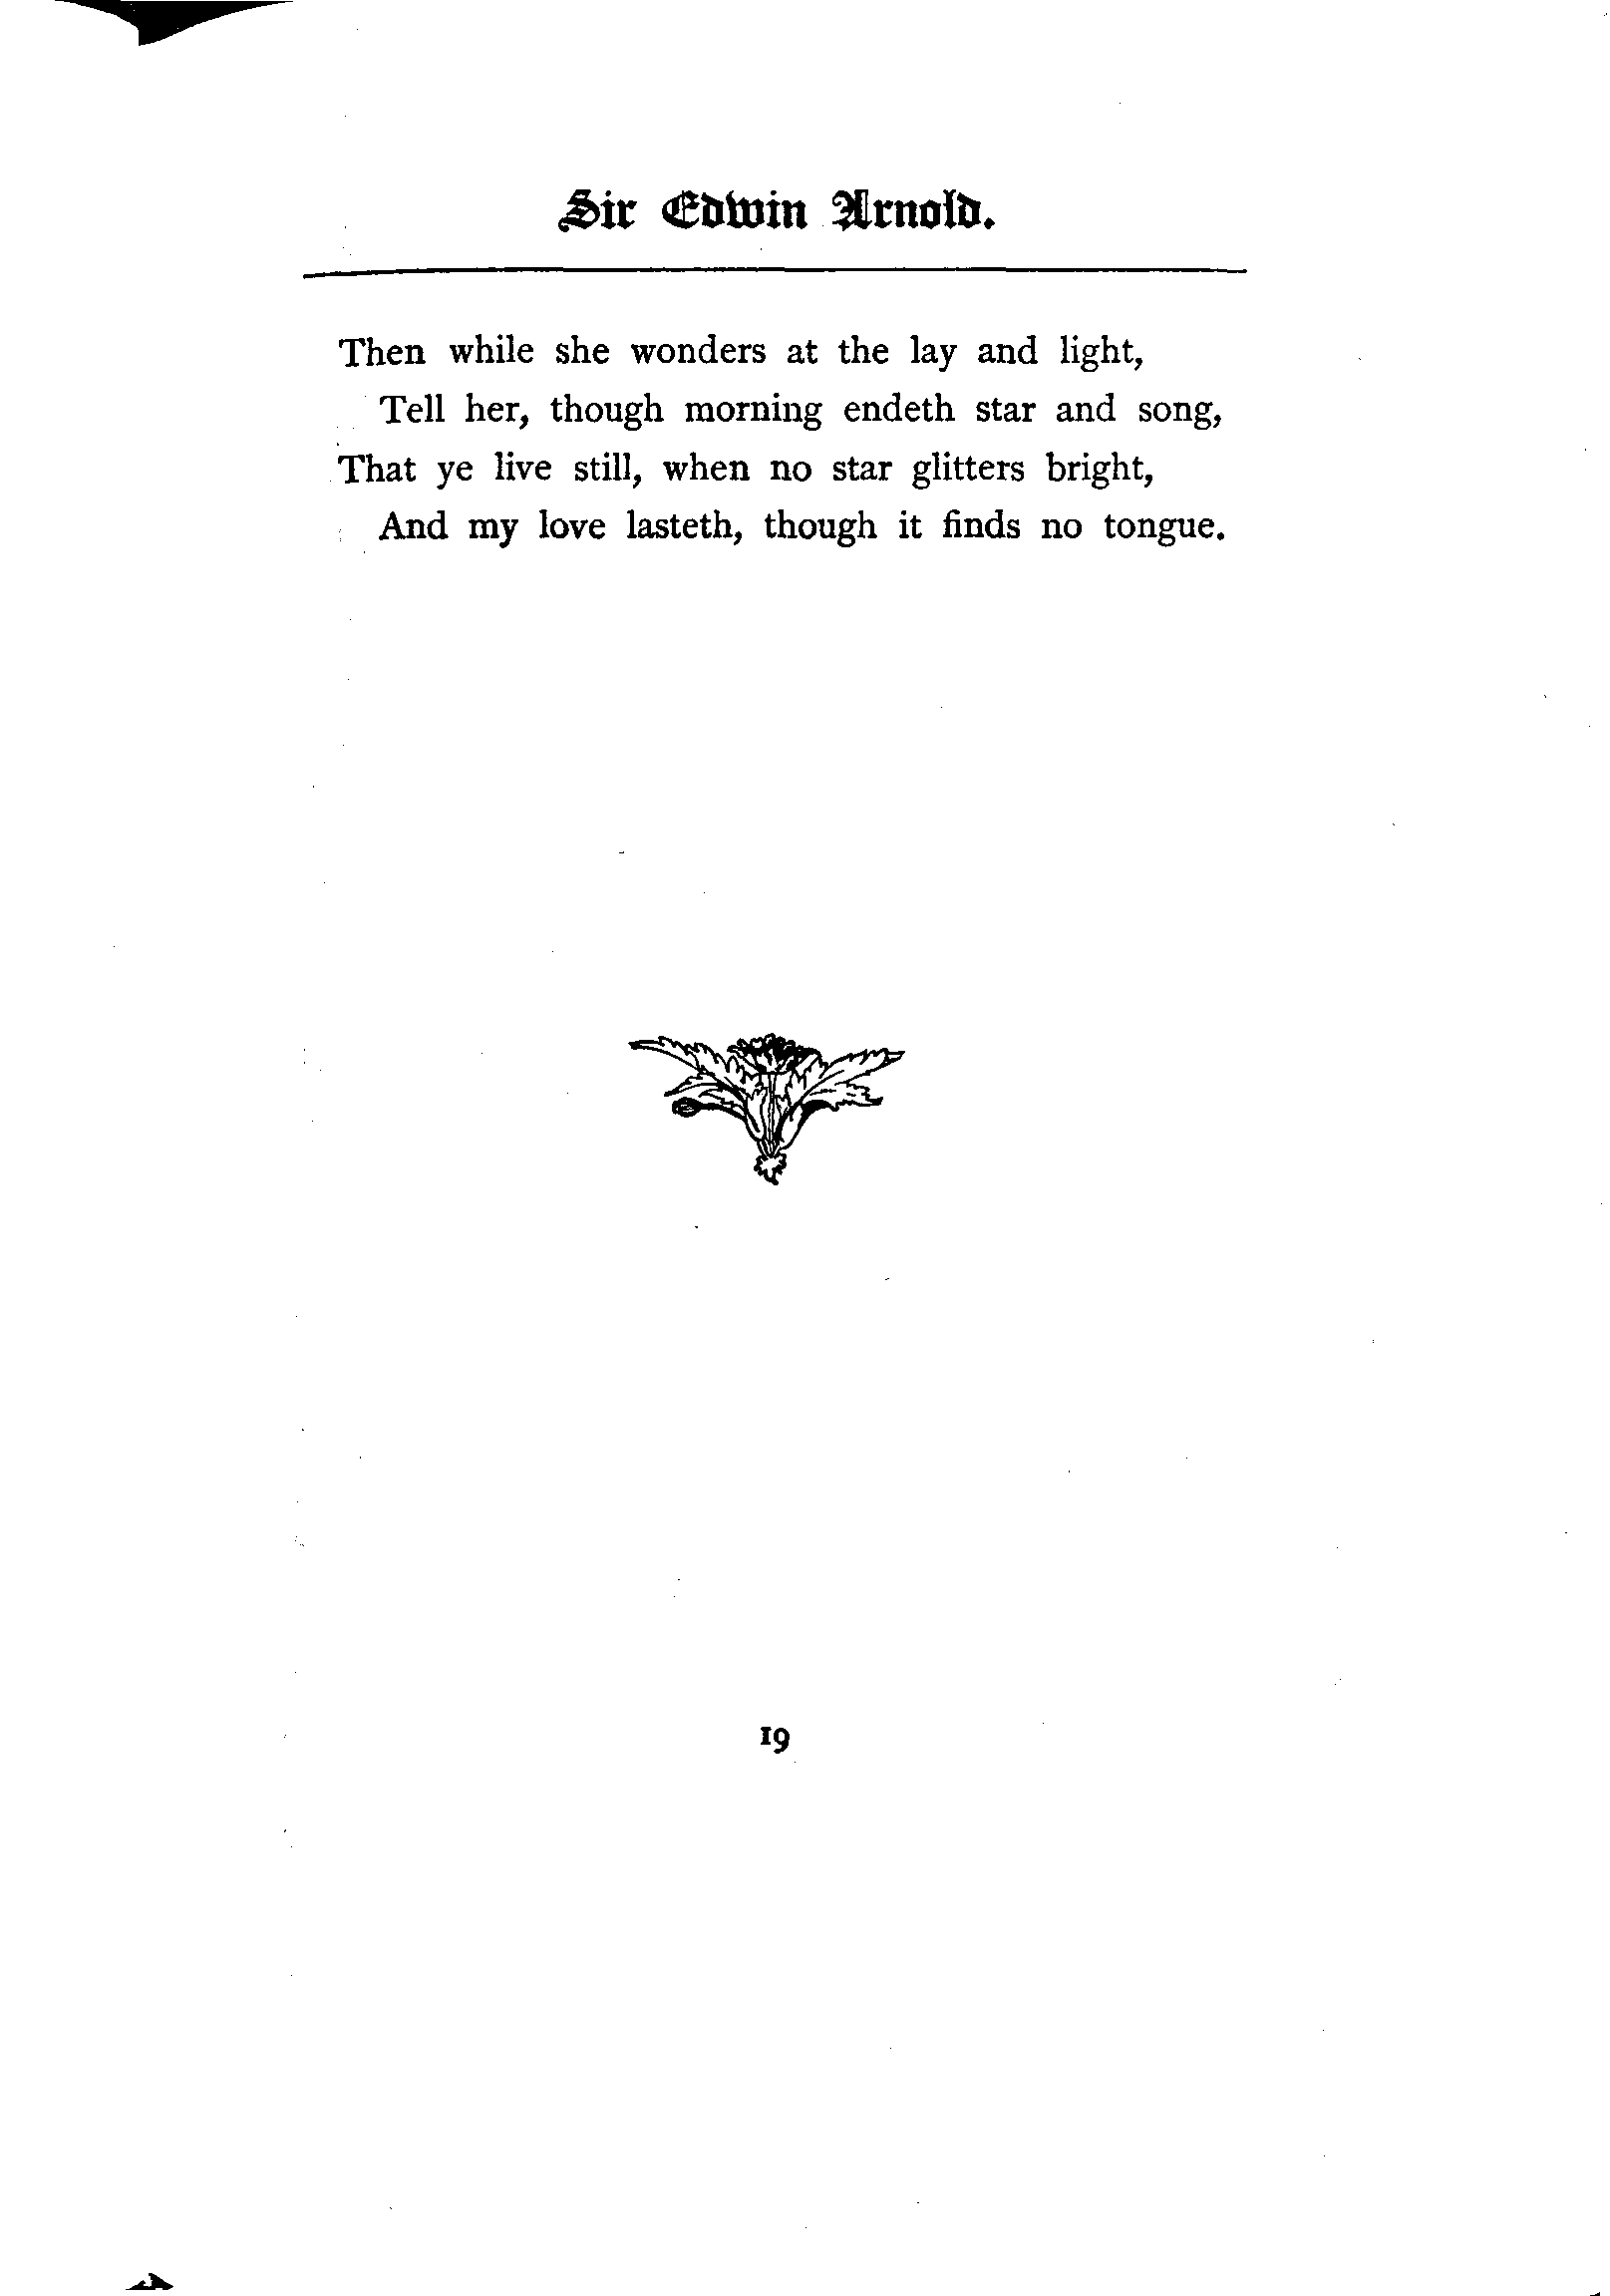 Sir Edwin Arnold.
Then while she wonders at the lay and light,
Tell her, though morning endeth star and song,
That ye live still, when no star glitters bright,
And my love lasteth, though it finds no tongue.
19